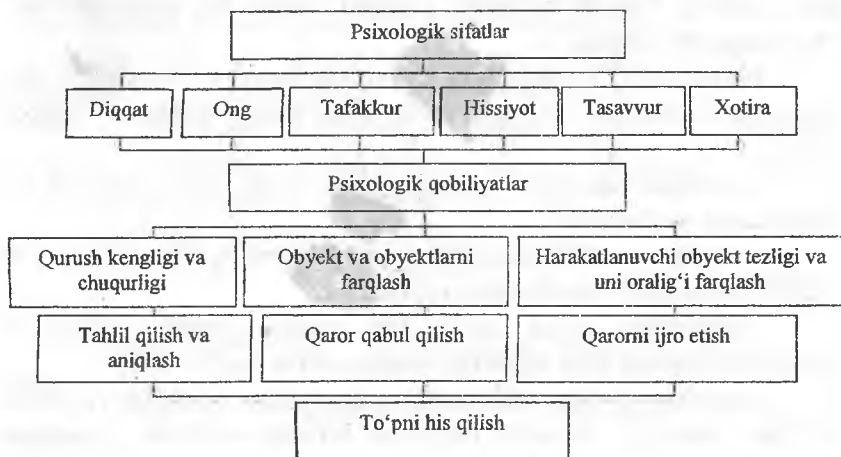 Psixologik sifatlar
Diqqat
Ong
Tafakkur
Hissiyot
Tasavvur
Xotira
Psixologik qobiliyatlar
Qurush kengligi va
chuqurligi
Obyekt va obyektlarni
farqlash
Harakatlanuvchi obyekt tezligi va
uni oralig‘i farqlash
Tahlil qilish va
aniqlash
Qaror qabul qilish
Qarorni ijro etish
To‘pni his qilish